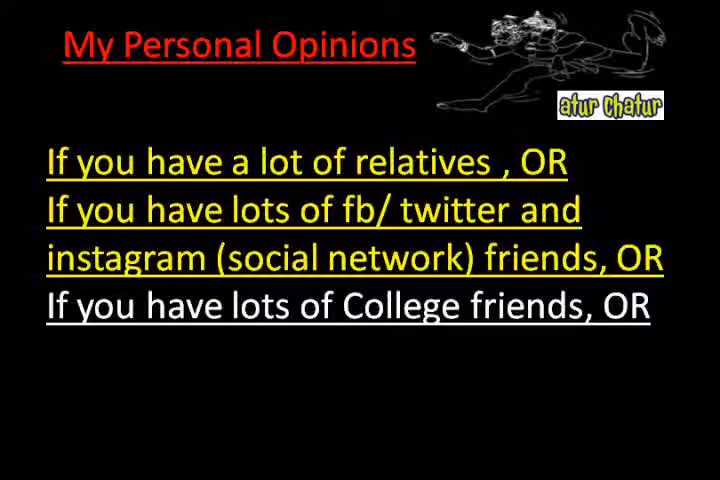 My Personal Opinions
atur chatur
If you have a lot of relatives , OR
If you have lots of fb/ twitter and
instagram (social network) friends, OR
If you have lots of College friends, OR